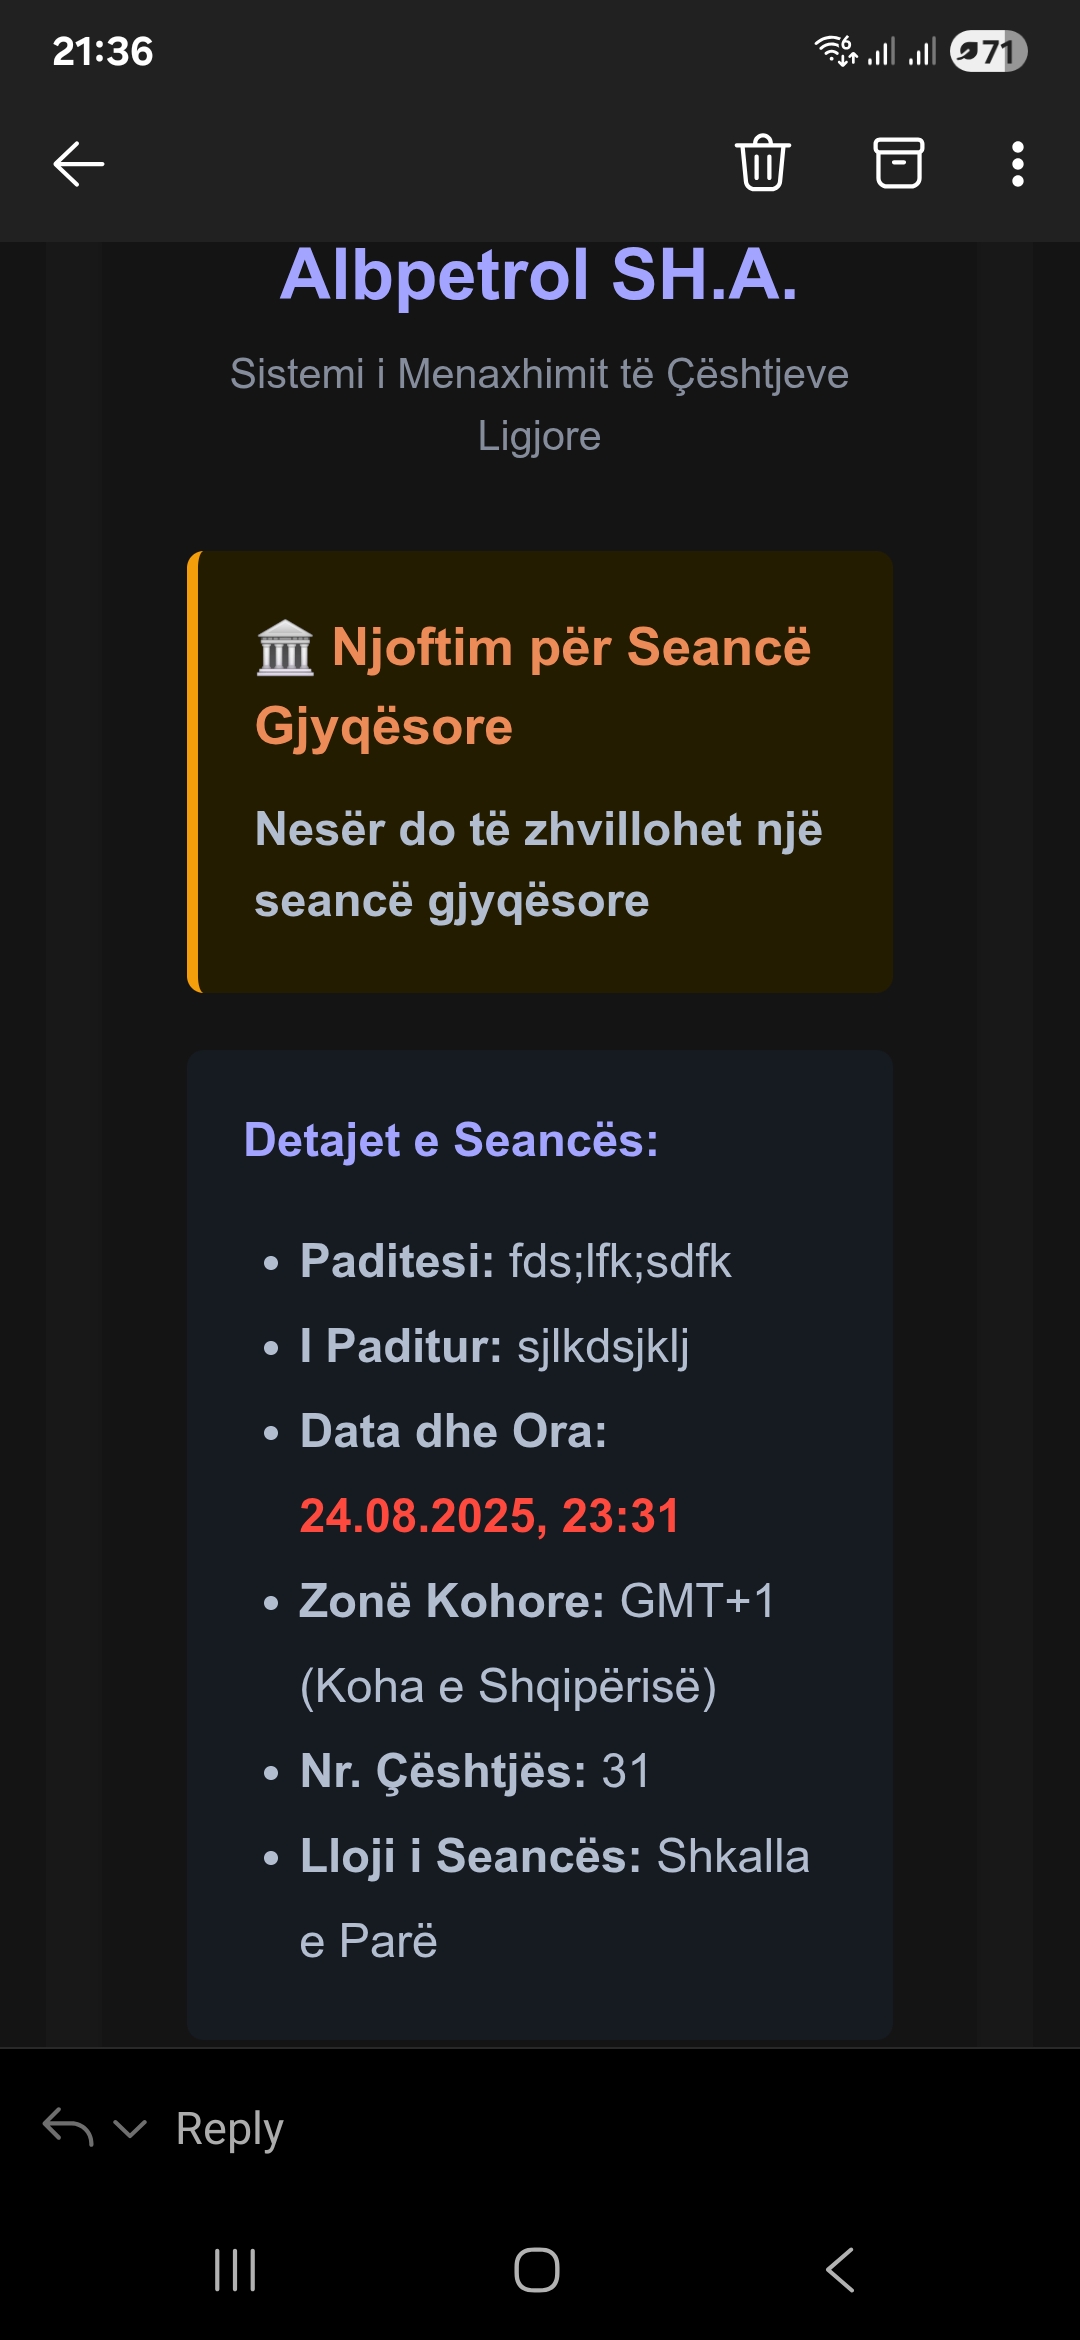 21:36
6
71
Albpetrol SH.A.
Sistemi i Menaxhimit të Çështjeve
Ligjore
🏛️ Njoftim për Seancë
Gjyqësore
Nesër do të zhvillohet një
seancë gjyqësore
Detajet e Seancës:
• Paditesi: fds;lfk;sdfk
• I Paditur: sjlkdsjklj
• Data dhe Ora:
24.08.2025, 23:31
• Zonë Kohore: GMT+1
(Koha e Shqipërisë)
• Nr. Çështjës: 31
• Lloji i Seancës: Shkalla
e Parë
Reply